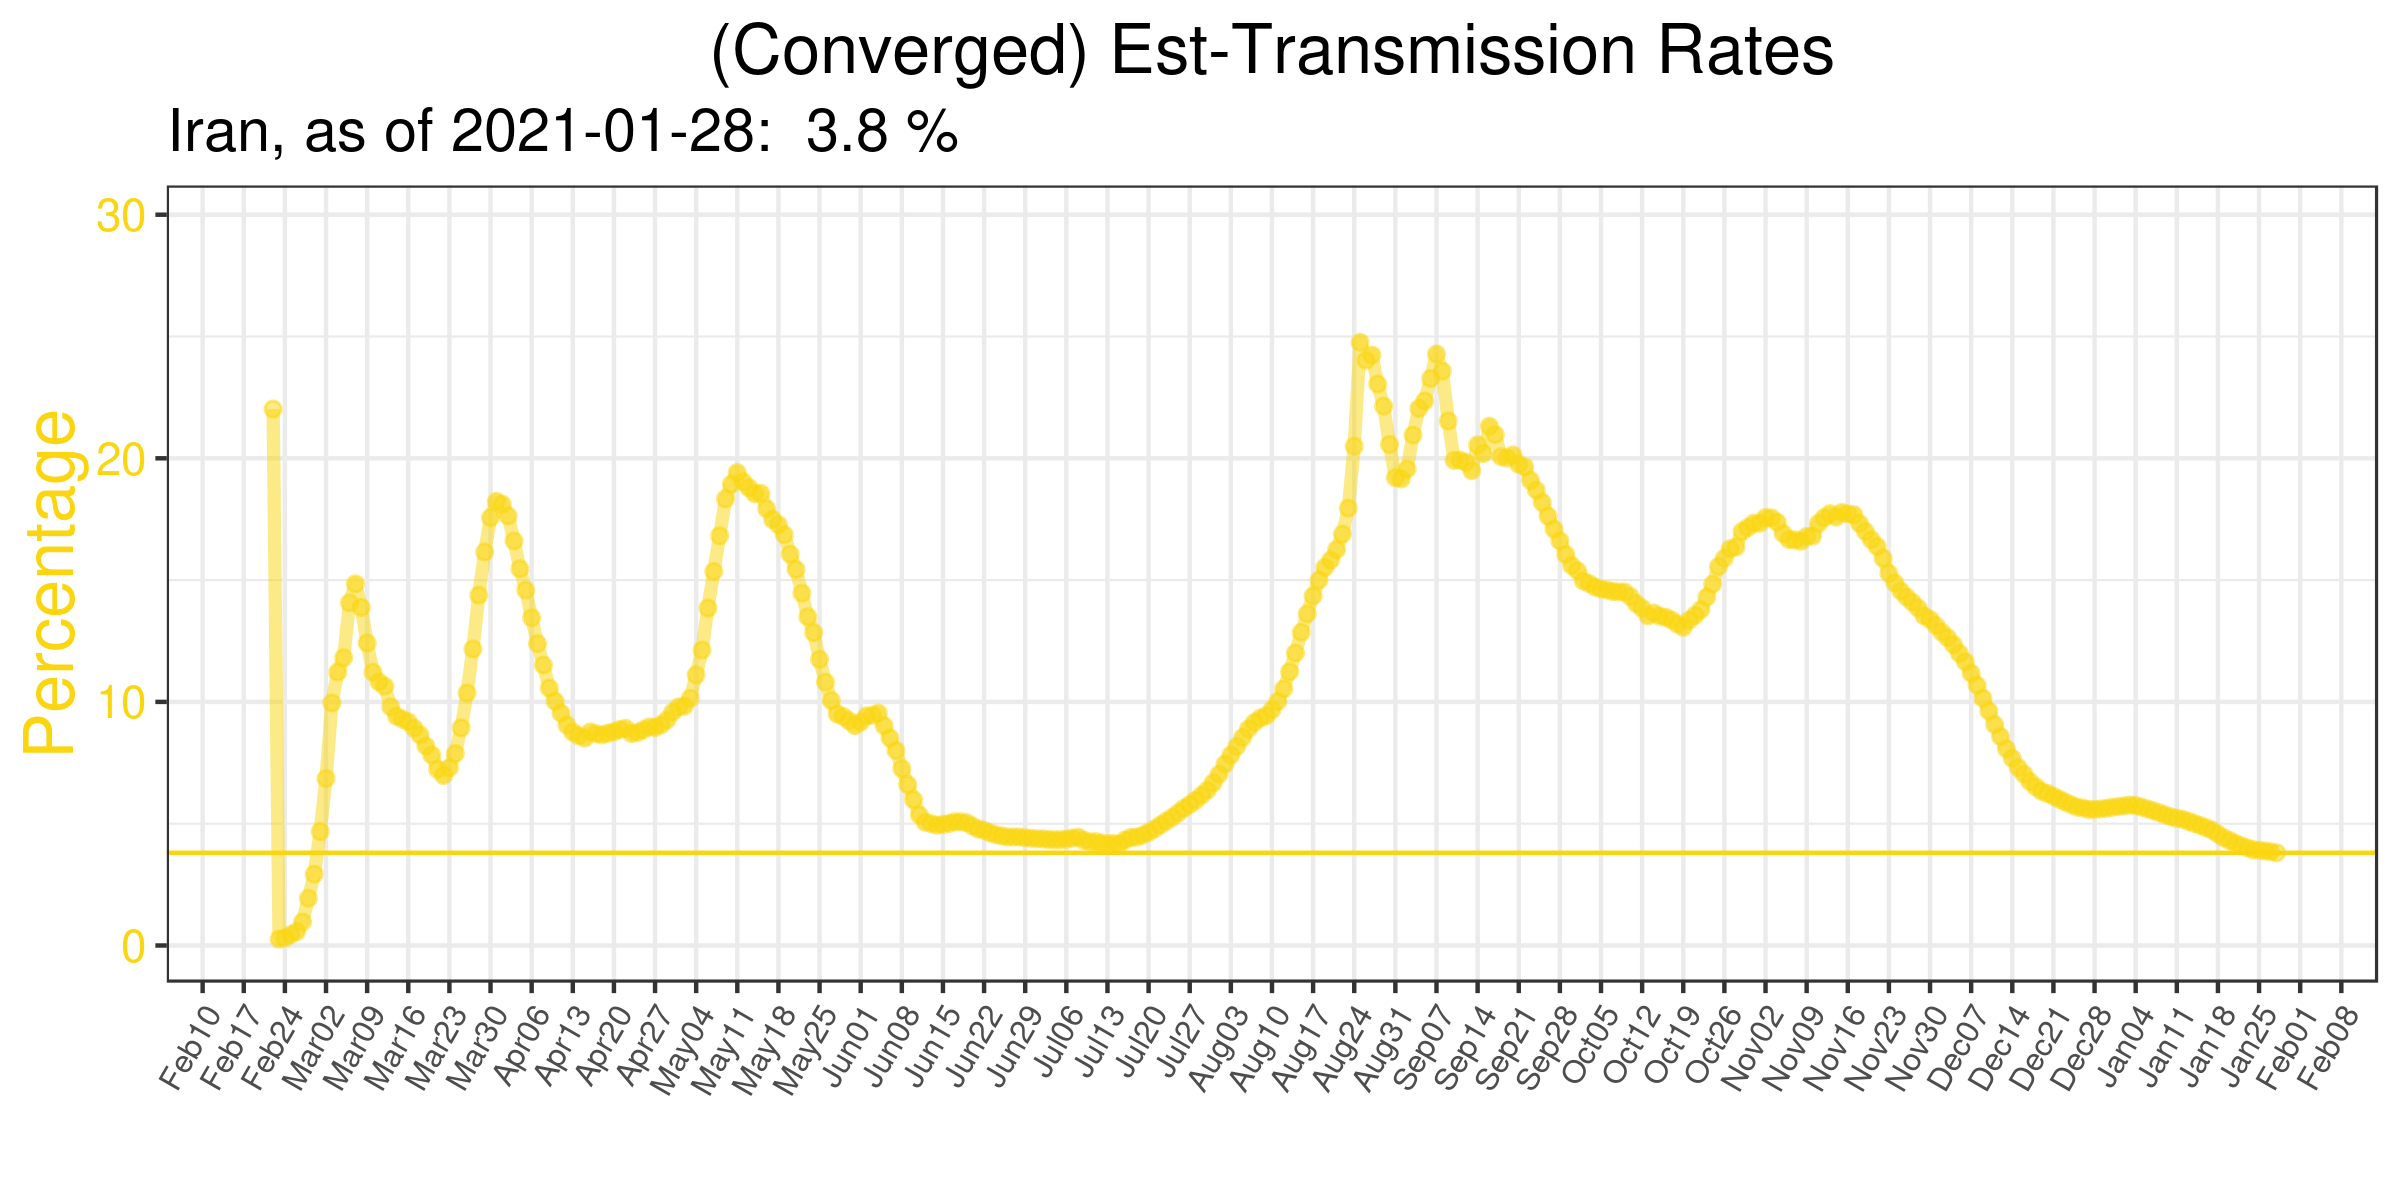 (Converged) Est-Transmission Rates
Iran, as of 2021-01-28:  3.8 %
Percentage
30
20
10
0
Feb10
Feb17
Feb24
Mar02
Mar09
Mar16
Mar23
Mar30
Apr06
Apr13
Apr20
Apr27
May04
May11
May18
May25
Jun01
Jun08
Jun15
Jun22
Jun29
Jul06
Jul13
Jul20
Jul27
Aug03
Aug10
Aug17
Aug24
Aug31
Sep07
Sep14
Sep21
Sep28
Oct05
Oct12
Oct19
Oct26
Nov02
Nov09
Nov16
Nov23
Nov30
Dec07
Dec14
Dec21
Dec28
Dec28
Jan04
Jan11
Jan18
Jan25
Feb01
Feb08